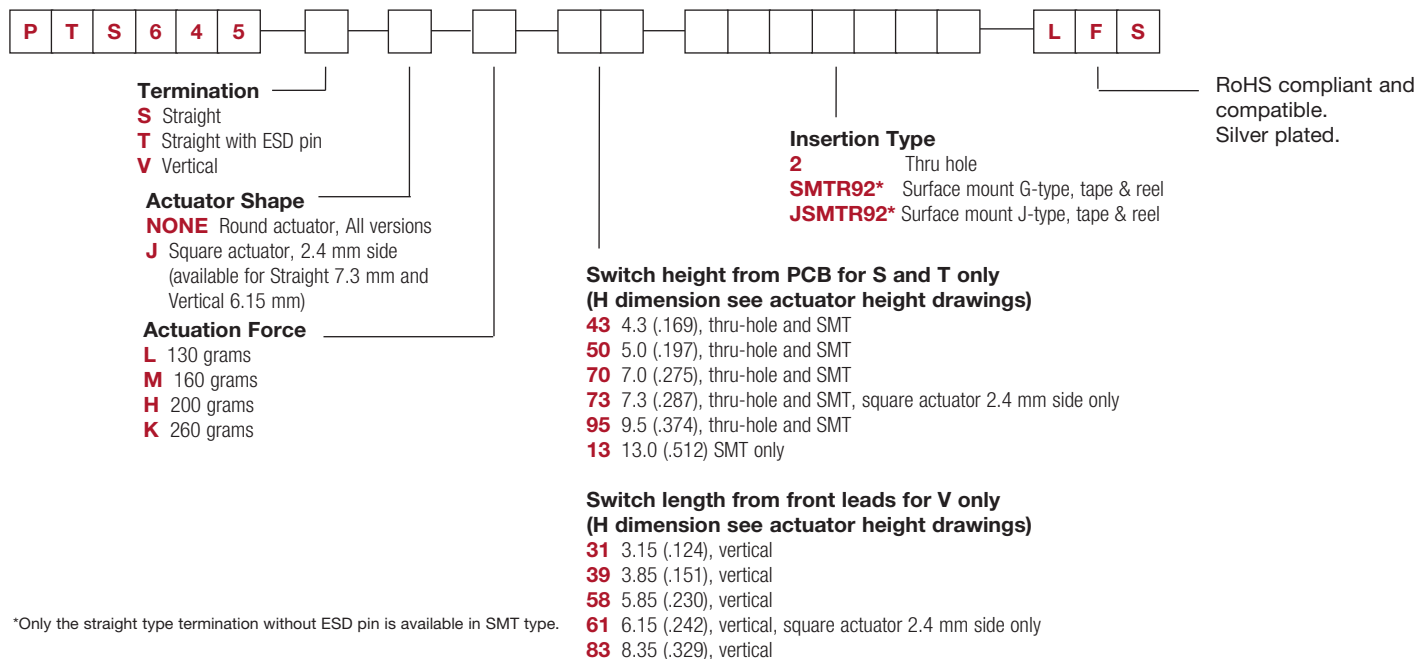 P T S 6 4 5 L F S
Termination
S Straight
T Straight with ESD pin
V Vertical
Actuator Shape
NONE Round actuator, All versions
J Square actuator, 2.4 mm side
(available for Straight 7.3 mm and
Vertical 6.15 mm)
Actuation Force
L 130 grams
M 160 grams
H 200 grams
K 260 grams
*Only the straight type termination without ESD pin is available in SMT type.
Switch height from PCB for S and T only
(H dimension see actuator height drawings)
43 4.3 (.169), thru-hole and SMT
50 5.0 (.197), thru-hole and SMT
70 7.0 (.275), thru-hole and SMT
73 7.3 (.287), thru-hole and SMT, square actuator 2.4 mm side only
95 9.5 (.374), thru-hole and SMT
13 13.0 (.512) SMT only
Switch length from front leads for V only
(H dimension see actuator height drawings)
31 3.15 (.124), vertical
39 3.85 (.151), vertical
58 5.85 (.230), vertical
61 6.15 (.242), vertical, square actuator 2.4 mm side only
83 8.35 (.329), vertical
Insertion Type
2 Thru hole
SMTR92* Surface mount G-type, tape & reel
JSMTR92* Surface mount J-type, tape & reel
RoHS compliant and
compatible.
Silver plated.